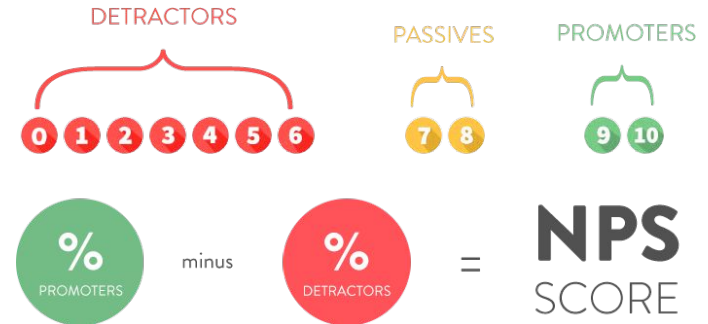 DETRACTORS
PASSIVES
PROMOTERS
0 1 2 3 4 5 6
7 8
9 10
% PROMOTERS
minus
% DETRACTORS
=
NPS
SCORE